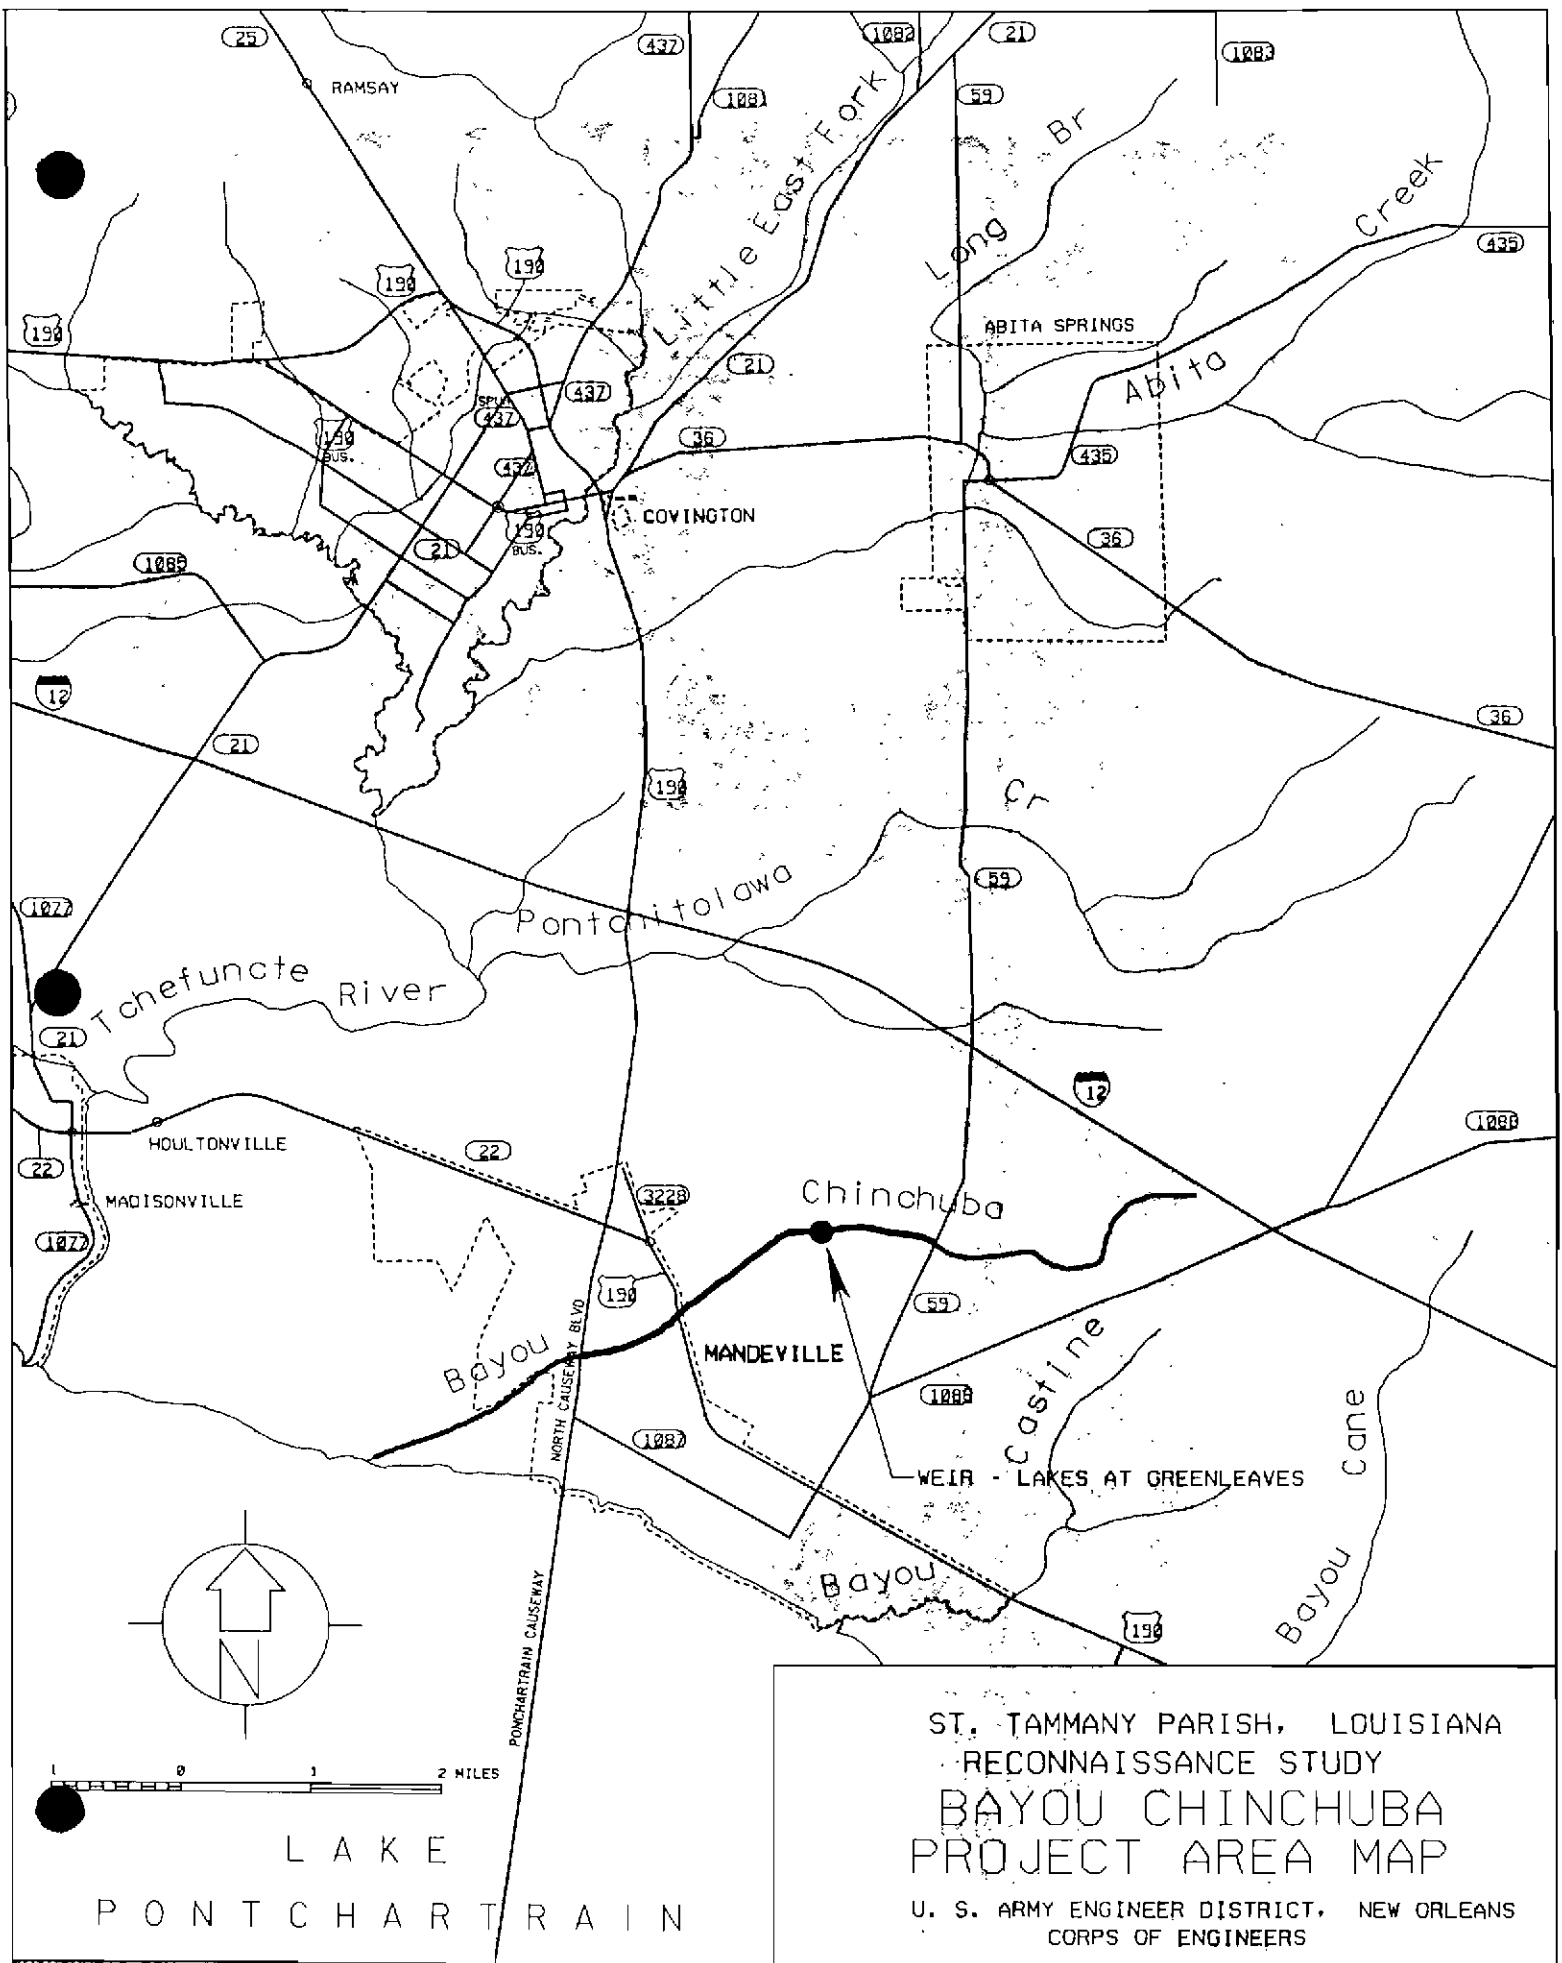 25
437
1082
21
1083
RAMSAY
1081
59
Little East Fork
Long Br
Abita Creek
435
190
190
190
ABITA SPRINGS
21
437
SPUR
437
190
BUS.
36
437
435
COVINGTON
190
BUS.
21
36
1085
12
21
36
190
Cr
59
1077
Pontchitolawa
Tchefuncte River
21
12
1088
HOULTONVILLE
22
22
MADISONVILLE
3228
Chinchuba
1077
190
59
NORTH CAUSEWAY BLVD
MANDEVILLE
Bayou
1088
Castine
Cane
1087
WEIR - LAKES AT GREENLEAVES
Bayou
Bayou
190
N
PONCHARTRAIN CAUSEWAY
1 0 1 2 MILES
LAKE
PONTCHARTRAIN
ST. TAMMANY PARISH, LOUISIANA
RECONNAISSANCE STUDY
BAYOU CHINCHUBA
PROJECT AREA MAP
U. S. ARMY ENGINEER DISTRICT, NEW ORLEANS
CORPS OF ENGINEERS